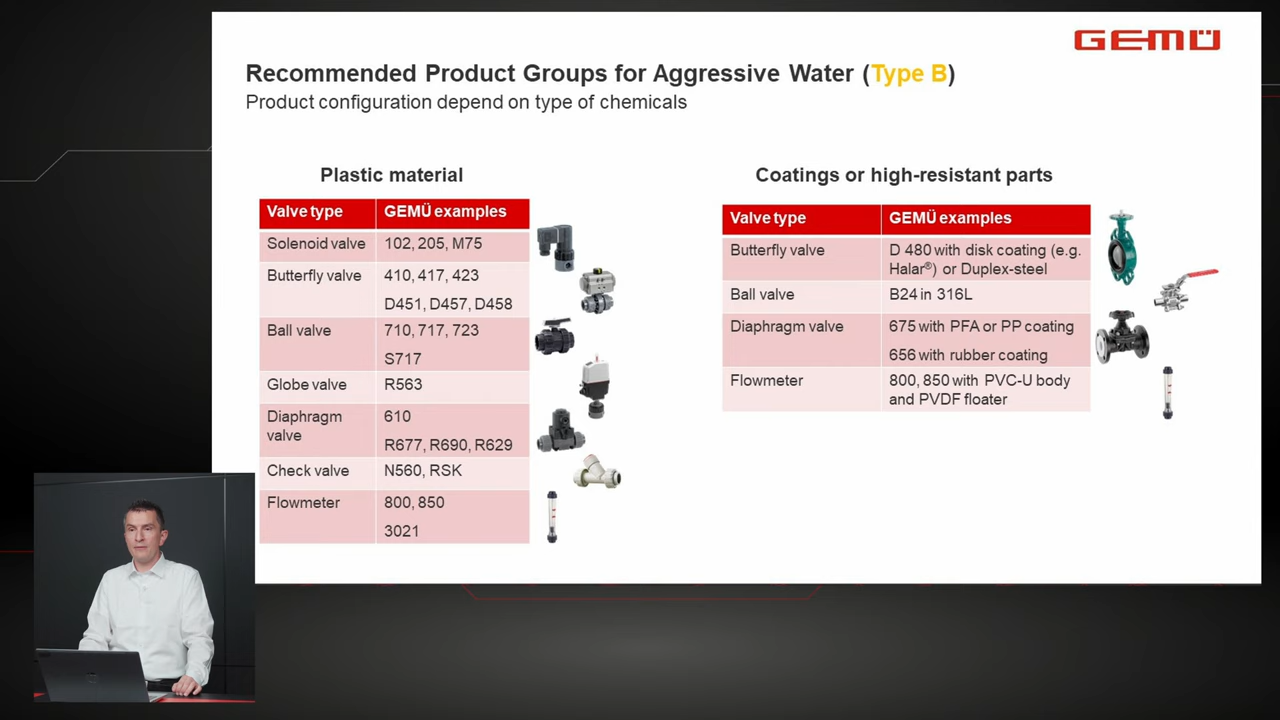 GEMÜ
Recommended Product Groups for Aggressive Water (Type B)
Product configuration depend on type of chemicals
Plastic material
Valve type GEMÜ examples
Solenoid valve 102, 205, M75
Butterfly valve 410, 417, 423
D451, D457, D458
Ball valve 710, 717, 723
S717
Globe valve R563
Diaphragm 610
valve
R677, R690, R629
Check valve N560, RSK
Flowmeter 800, 850
3021
Coatings or high-resistant parts
Valve type GEMÜ examples
Butterfly valve D 480 with disk coating (e.g.
Halar®) or Duplex-steel
Ball valve B24 in 316L
Diaphragm valve 675 with PFA or PP coating
656 with rubber coating
Flowmeter 800, 850 with PVC-U body
and PVDF floater